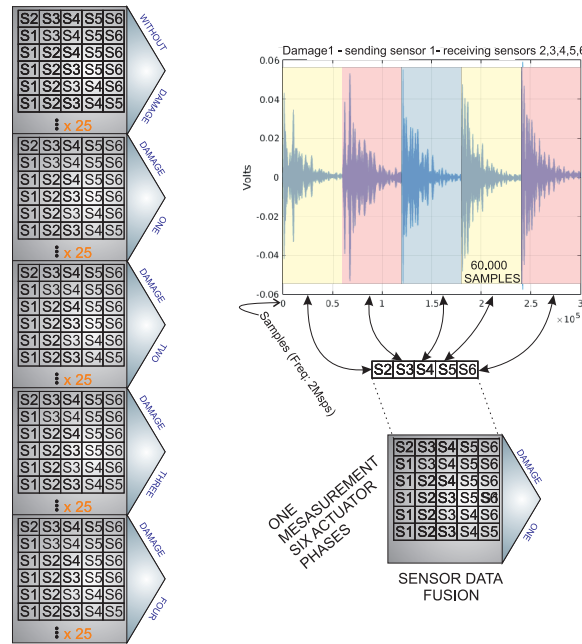 S2 S3 S4 S5 S6
S1 S3 S4 S5 S6
S1 S2 S4 S5 S6
S1 S2 S3 S5 S6
S1 S2 S3 S4 S6
S1 S2 S3 S4 S5
x 25
WITHOUT
DAMAGE
S2 S3 S4 S5 S6
S1 S3 S4 S5 S6
S1 S2 S4 S5 S6
S1 S2 S3 S5 S6
S1 S2 S3 S4 S6
S1 S2 S3 S4 S5
x 25
DAMAGE
ONE
S2 S3 S4 S5 S6
S1 S3 S4 S5 S6
S1 S2 S4 S5 S6
S1 S2 S3 S5 S6
S1 S2 S3 S4 S6
S1 S2 S3 S4 S5
x 25
DAMAGE
TWO
S2 S3 S4 S5 S6
S1 S3 S4 S5 S6
S1 S2 S4 S5 S6
S1 S2 S3 S5 S6
S1 S2 S3 S4 S6
S1 S2 S3 S4 S5
x 25
DAMAGE
THREE
S2 S3 S4 S5 S6
S1 S3 S4 S5 S6
S1 S2 S4 S5 S6
S1 S2 S3 S5 S6
S1 S2 S3 S4 S6
S1 S2 S3 S4 S5
x 25
DAMAGE
FOUR
Damage1 - sending sensor 1- receiving sensors 2,3,4,5,6
0.06
0.04
0.02
0
-0.02
-0.04
-0.06
Volts
60.000
SAMPLES
0 0.5 1 1.5 2 2.5 3
×10⁵
Samples (Freq: 2Msps)
S2 S3 S4 S5 S6
ONE
MESASUREMENT
SIX ACTUATOR
PHASES
S2 S3 S4 S5 S6
S1 S3 S4 S5 S6
S1 S2 S4 S5 S6
S1 S2 S3 S5 S6
S1 S2 S3 S4 S6
S1 S2 S3 S4 S5
DAMAGE
ONE
SENSOR DATA
FUSION